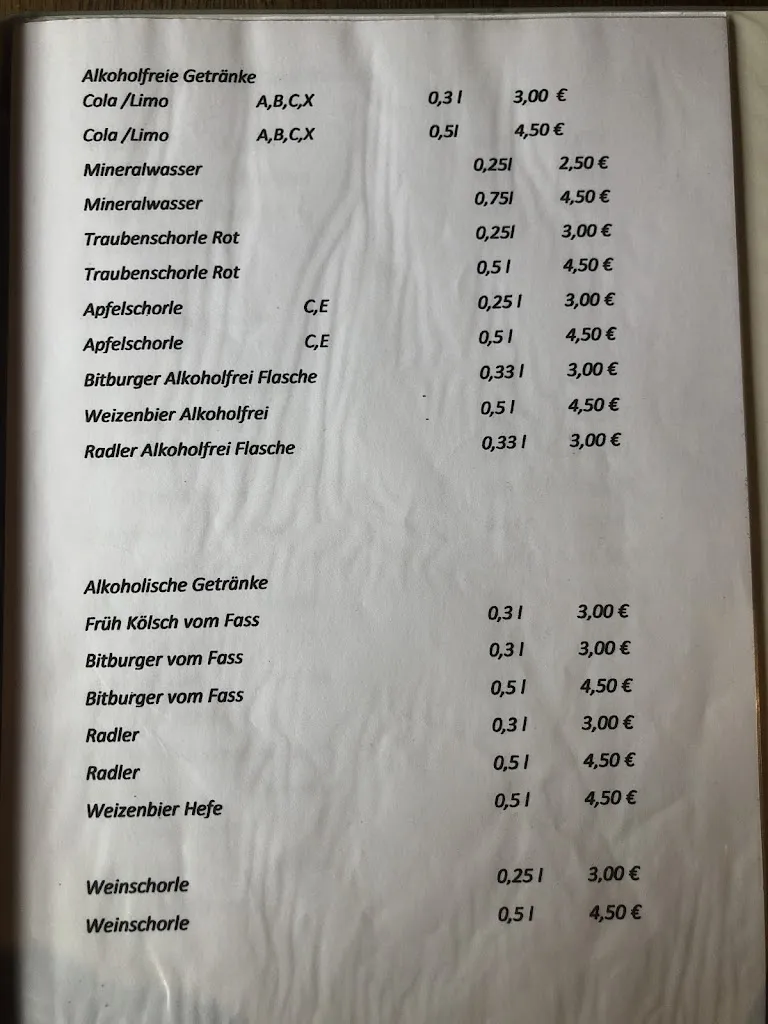 Alkoholfreie Getränke
Cola /Limo A,B,C,X 0,3 l 3,00 €
Cola /Limo A,B,C,X 0,5l 4,50 €
Mineralwasser 0,25l 2,50 €
Mineralwasser 0,75l 4,50 €
Traubenschorle Rot 0,25l 3,00 €
Traubenschorle Rot 0,5 l 4,50 €
Apfelschorle C,E 0,25 l 3,00 €
Apfelschorle C,E 0,5 l 4,50 €
Bitburger Alkoholfrei Flasche 0,33 l 3,00 €
Weizenbier Alkoholfrei 0,5 l 4,50 €
Radler Alkoholfrei Flasche 0,33 l 3,00 €
Alkoholische Getränke
Früh Kölsch vom Fass 0,3 l 3,00 €
Bitburger vom Fass 0,3 l 3,00 €
Bitburger vom Fass 0,5 l 4,50 €
Radler 0,3 l 3,00 €
Radler 0,5 l 4,50 €
Weizenbier Hefe 0,5 l 4,50 €
Weinschorle 0,25 l 3,00 €
Weinschorle 0,5 l 4,50 €